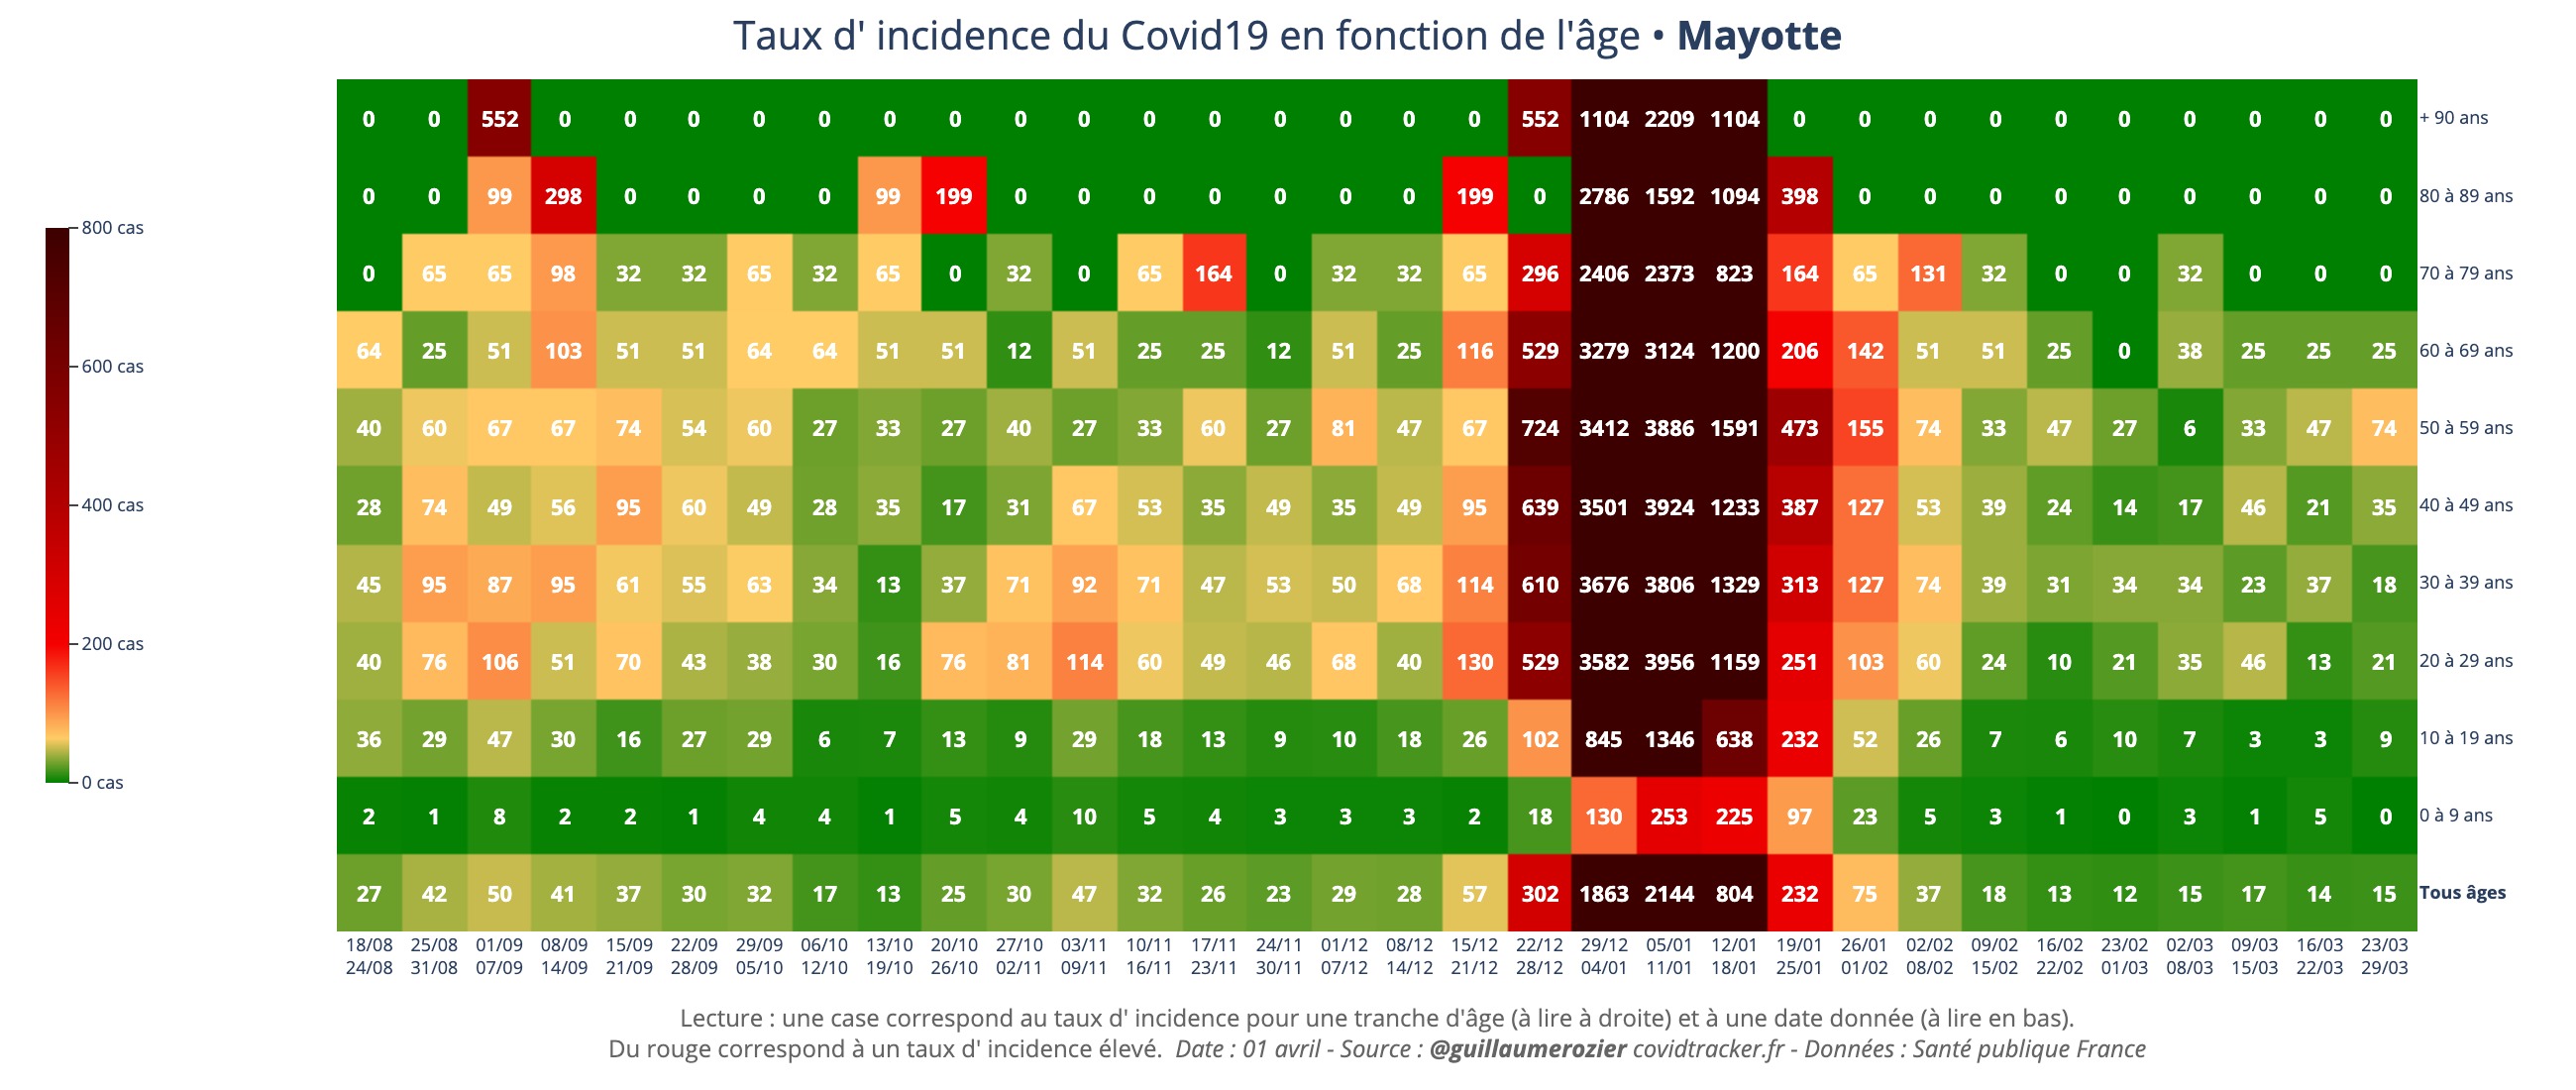 Taux d' incidence du Covid19 en fonction de l'âge • Mayotte
800 cas
600 cas
400 cas
200 cas
0 cas
0 0 552 0 0 0 0 0 0 0 0 0 0 0 0 0 0 0 552 1104 2209 1104 0 0 0 0 0 0 0 0 0 0 + 90 ans
0 0 99 298 0 0 0 0 99 199 0 0 0 0 0 0 0 199 0 2786 1592 1094 398 0 0 0 0 0 0 0 0 0 80 à 89 ans
0 65 65 98 32 32 65 32 65 0 32 0 65 164 0 32 32 65 296 2406 2373 823 164 65 131 32 0 0 32 0 0 0 70 à 79 ans
64 25 51 103 51 51 64 64 51 51 12 51 25 25 12 51 25 116 529 3279 3124 1200 206 142 51 51 25 0 38 25 25 25 60 à 69 ans
40 60 67 67 74 54 60 27 33 27 40 27 33 60 27 81 47 67 724 3412 3886 1591 473 155 74 33 47 27 6 33 47 74 50 à 59 ans
28 74 49 56 95 60 49 28 35 17 31 67 53 35 49 35 49 95 639 3501 3924 1233 387 127 53 39 24 14 17 46 21 35 40 à 49 ans
45 95 87 95 61 55 63 34 13 37 71 92 71 47 53 50 68 114 610 3676 3806 1329 313 127 74 39 31 34 34 23 37 18 30 à 39 ans
40 76 106 51 70 43 38 30 16 76 81 114 60 49 46 68 40 130 529 3582 3956 1159 251 103 60 24 10 21 35 46 13 21 20 à 29 ans
36 29 47 30 16 27 29 6 7 13 9 29 18 13 9 10 18 26 102 845 1346 638 232 52 26 7 6 10 7 3 3 9 10 à 19 ans
2 1 8 2 2 1 4 4 1 5 4 10 5 4 3 3 3 2 18 130 253 225 97 23 5 3 1 0 3 1 5 0 0 à 9 ans
27 42 50 41 37 30 32 17 13 25 30 47 32 26 23 29 28 57 302 1863 2144 804 232 75 37 18 13 12 15 17 14 15 Tous âges
18/08 25/08 01/09 08/09 15/09 22/09 29/09 06/10 13/10 20/10 27/10 03/11 10/11 17/11 24/11 01/12 08/12 15/12 22/12 29/12 05/01 12/01 19/01 26/01 02/02 09/02 16/02 23/02 02/03 09/03 16/03 23/03
24/08 31/08 07/09 14/09 21/09 28/09 05/10 12/10 19/10 26/10 02/11 09/11 16/11 23/11 30/11 07/12 14/12 21/12 28/12 04/01 11/01 18/01 25/01 01/02 08/02 15/02 22/02 01/03 08/03 15/03 22/03 29/03
Lecture : une case correspond au taux d' incidence pour une tranche d'âge (à lire à droite) et à une date donnée (à lire en bas).
Du rouge correspond à un taux d' incidence élevé. Date : 01 avril - Source : @guillaumerozier covidtracker.fr - Données : Santé publique France